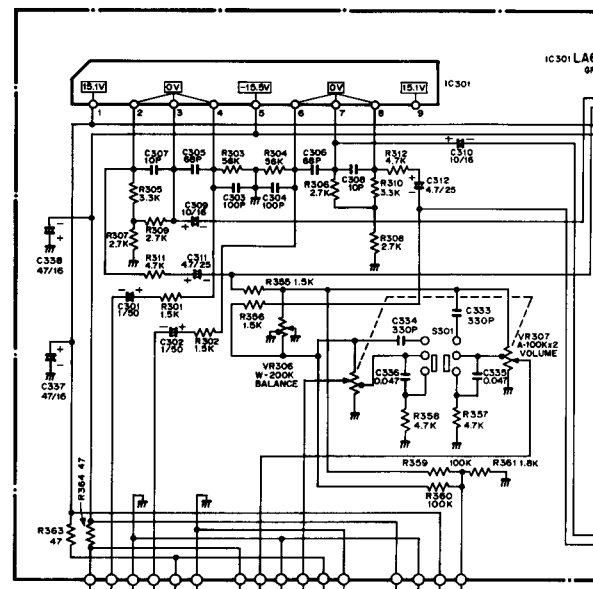 IC301 LA6
15.1V
0V
-15.5V
0V
15.1V
IC301
1
2
3
4
5
6
7
8
9
C307
10P
C305
68P
R303
56K
R304
56K
C306
68P
C308
10P
R312
4.7K
C310
10/16
C312
4.7/25
R305
3.3K
C309
10/16
C303
100P
C304
100P
R306
2.7K
R310
3.3K
R307
2.7K
R309
2.7K
R308
2.7K
C338
47/16
R311
4.7K
C311
4.7/25
C301
1/50
R301
1.5K
C302
1/50
R302
1.5K
R355 1.5K
R356
1.5K
C334
330P
S301
C333
330P
VR307
A-100K×2
VOLUME
VR306
W-200K
BALANCE
C336
0.047
C335
0.047
C337
47/16
R358
4.7K
R357
4.7K
R359
100K
R361 1.8K
R360
100K
R364 47
R363
47